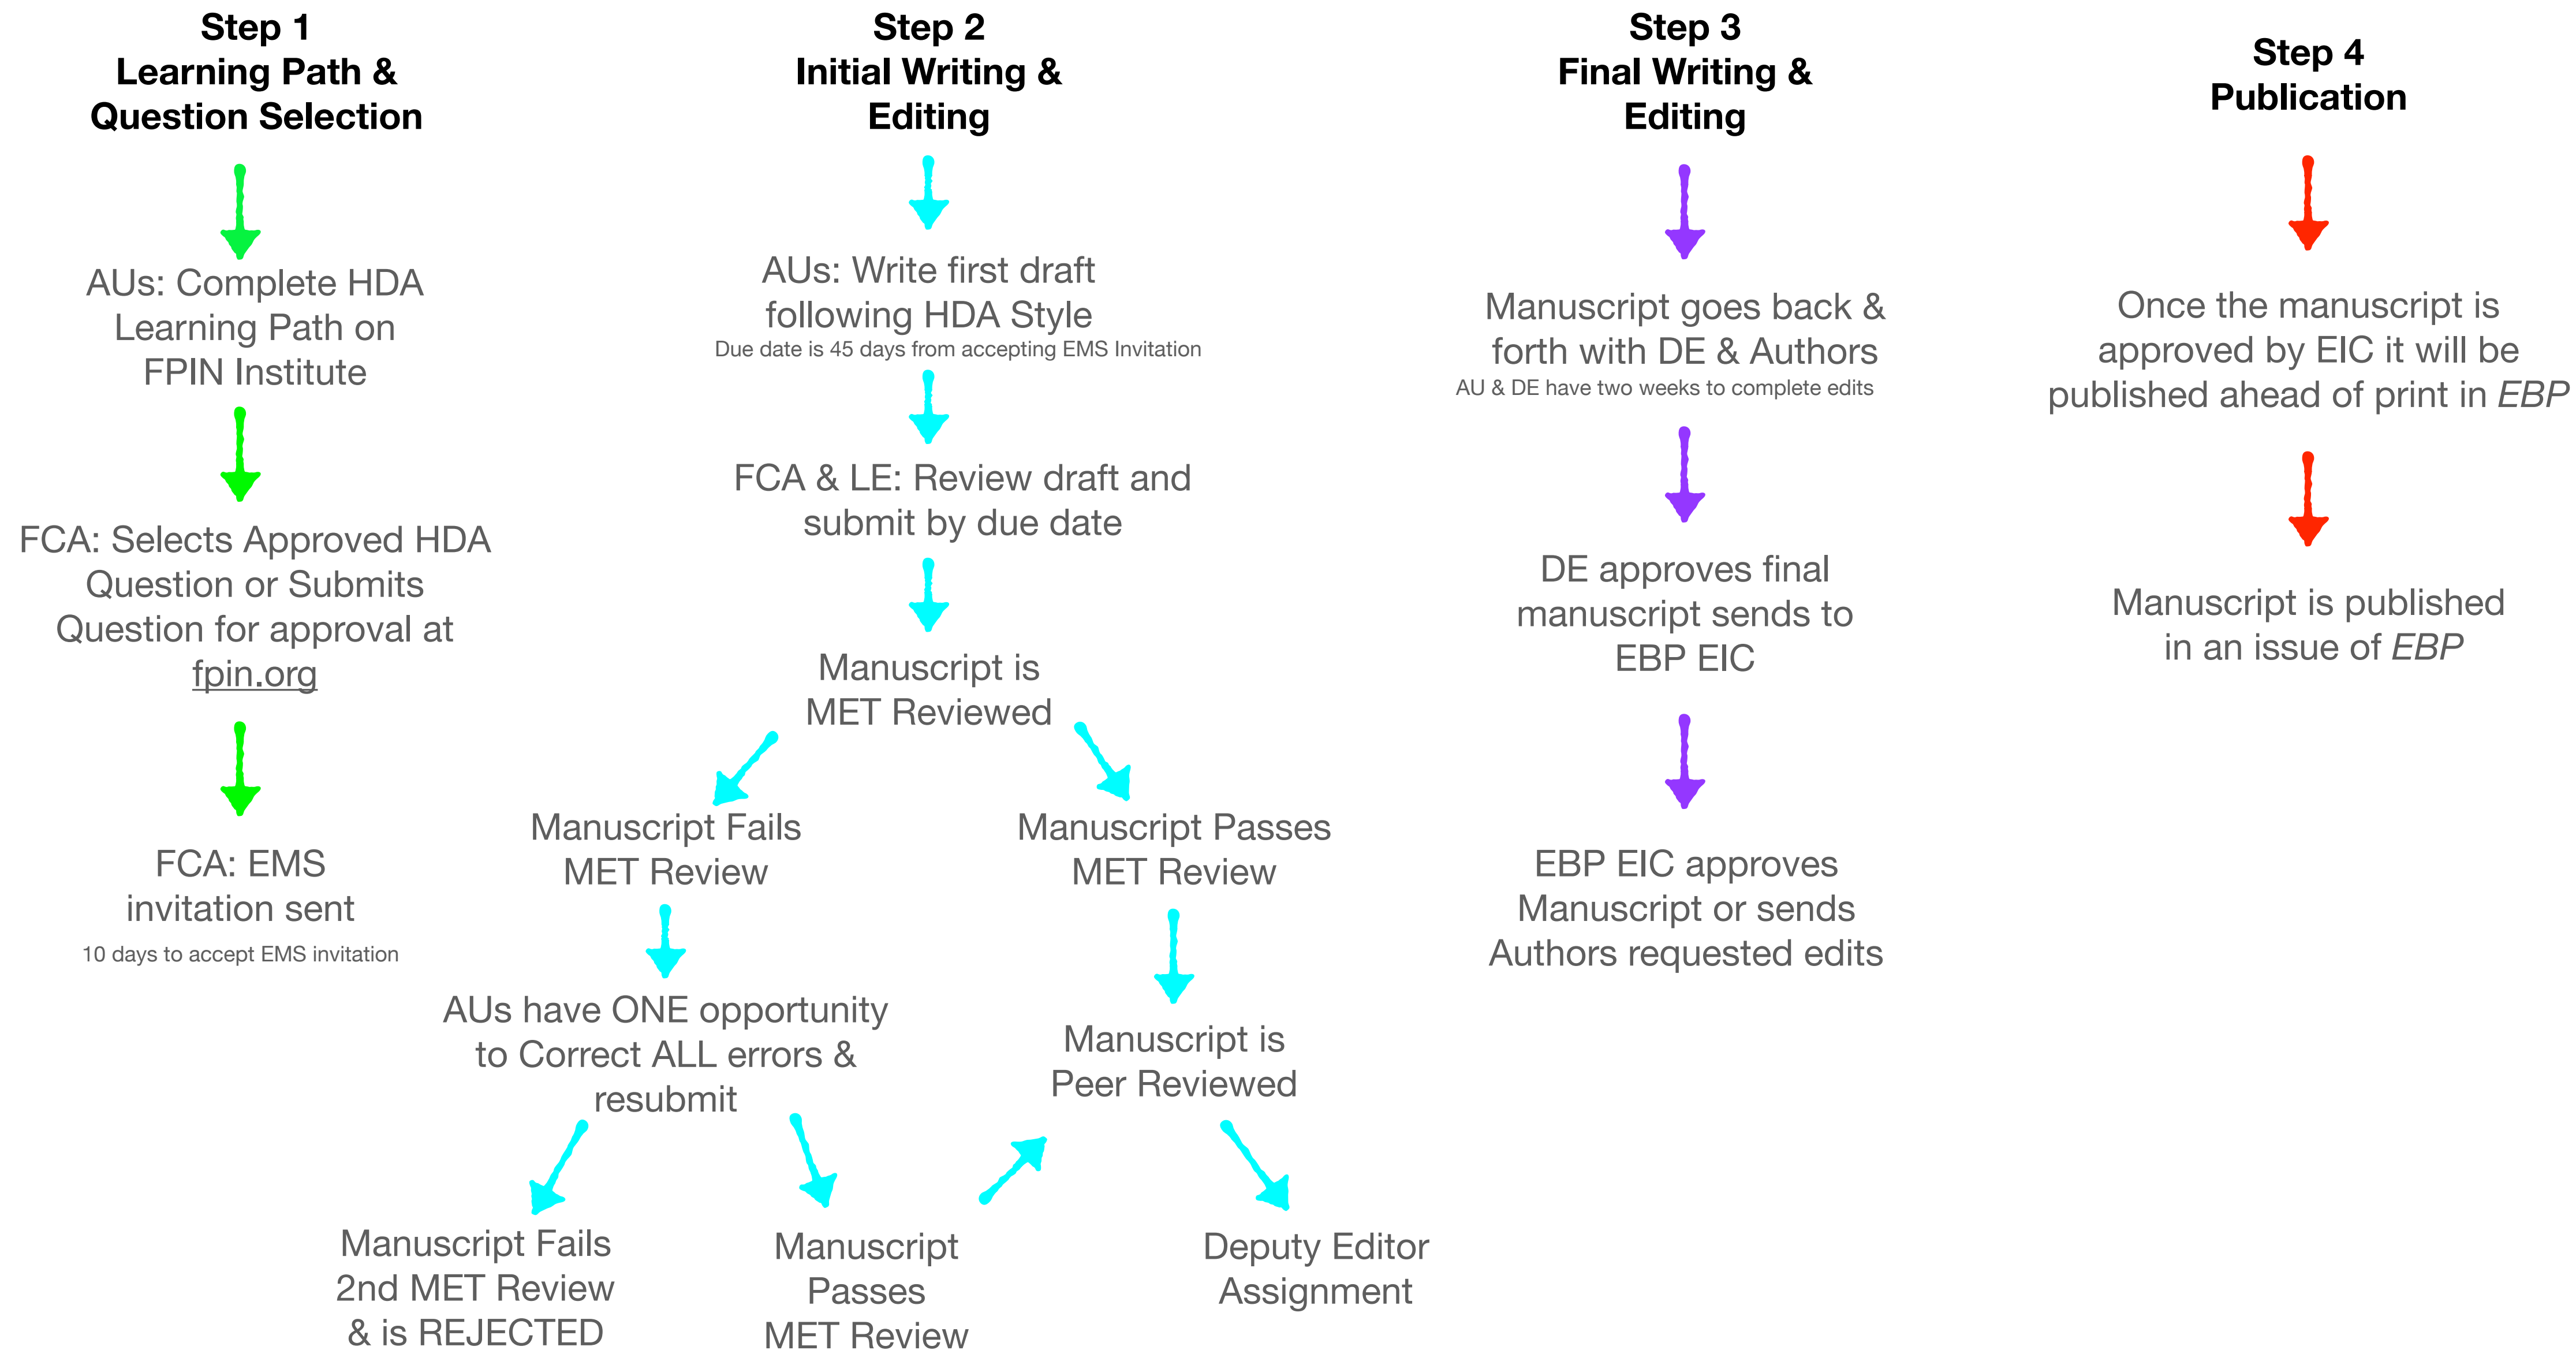 Step 1
Learning Path &
Question Selection
AUs: Complete HDA
Learning Path on
FPIN Institute
FCA: Selects Approved HDA
Question or Submits
Question for approval at
fpin.org
FCA: EMS
invitation sent
10 days to accept EMS invitation
Step 2
Initial Writing &
Editing
AUs: Write first draft
following HDA Style
Due date is 45 days from accepting EMS Invitation
FCA & LE: Review draft and
submit by due date
Manuscript is
MET Reviewed
Manuscript Fails
MET Review
AUs have ONE opportunity
to Correct ALL errors &
resubmit
Manuscript Fails
2nd MET Review
& is REJECTED
Manuscript
Passes
MET Review
Manuscript Passes
MET Review
Manuscript is
Peer Reviewed
Deputy Editor
Assignment
Step 3
Final Writing &
Editing
Manuscript goes back &
forth with DE & Authors
AU & DE have two weeks to complete edits
DE approves final
manuscript sends to
EBP EIC
EBP EIC approves
Manuscript or sends
Authors requested edits
Step 4
Publication
Once the manuscript is
approved by EIC it will be
published ahead of print in EBP
Manuscript is published
in an issue of EBP